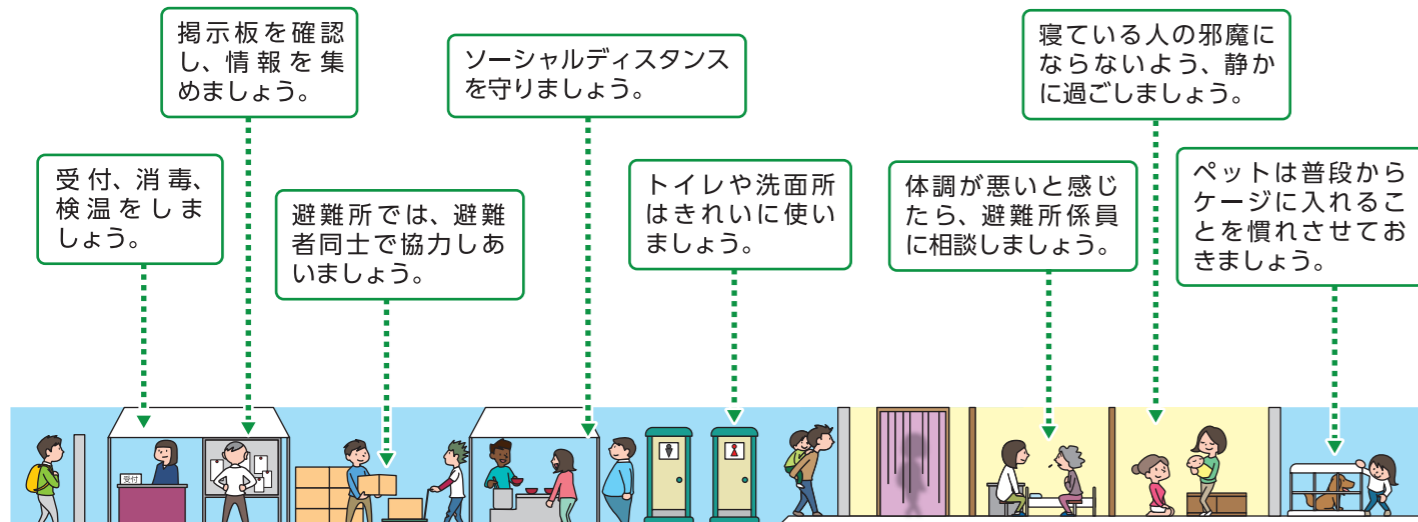 受付、消毒、
検温をしま
しょう。
掲示板を確認
し、情報を集
めましょう。
避難所では、避難
者同士で協力しあ
いましょう。
ソーシャルディスタンス
を守りましょう。
トイレや洗面所
はきれいに使い
ましょう。
体調が悪いと感じ
たら、避難所係員
に相談しましょう。
寝ている人の邪魔に
ならないよう、静か
に過ごしましょう。
ペットは普段から
ケージに入れるこ
とを慣れさせてお
きましょう。
受付